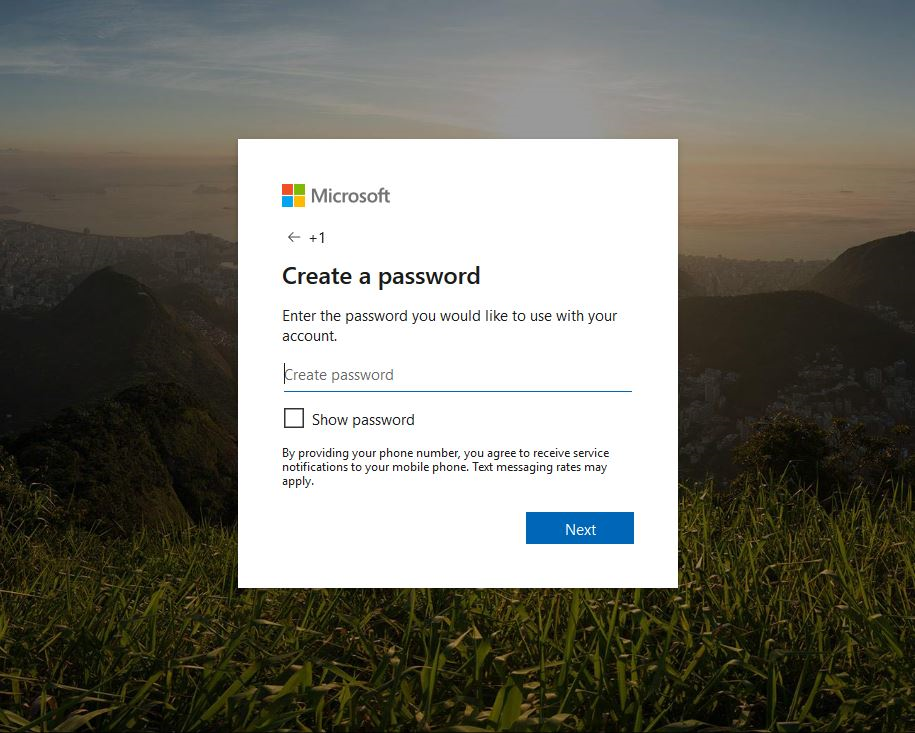 Microsoft
+1
Create a password
Enter the password you would like to use with your
account.
Create password
Show password
By providing your phone number, you agree to receive service
notifications to your mobile phone. Text messaging rates may
apply.
Next